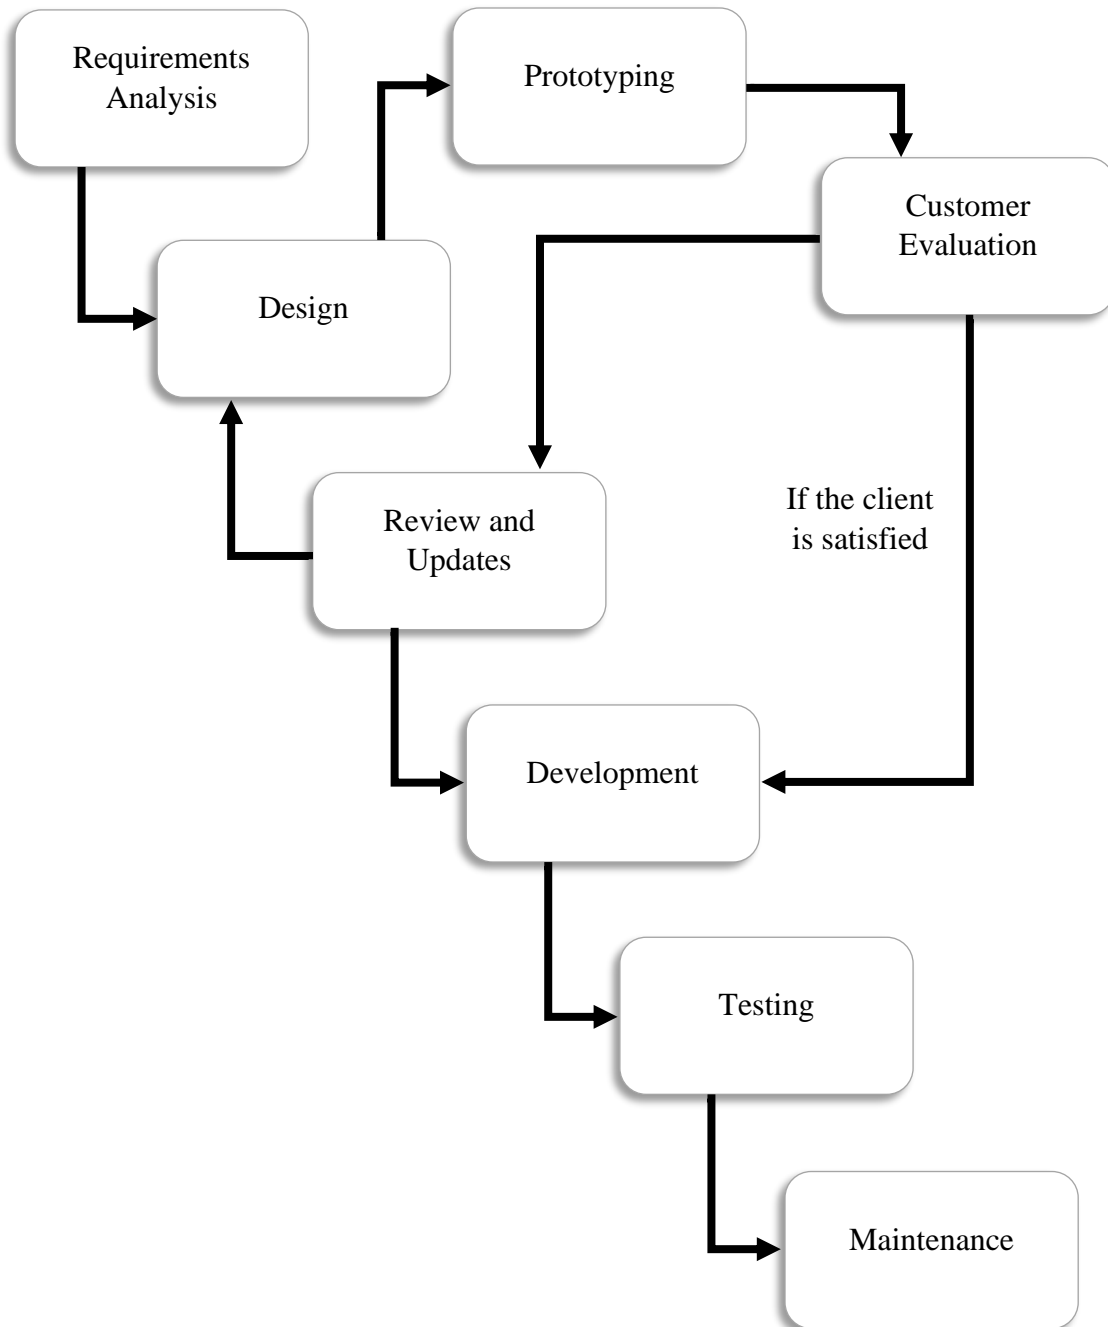 Requirements
Analysis
Prototyping
Customer
Evaluation
Design
Review and
Updates
If the client
is satisfied
Development
Testing
Maintenance